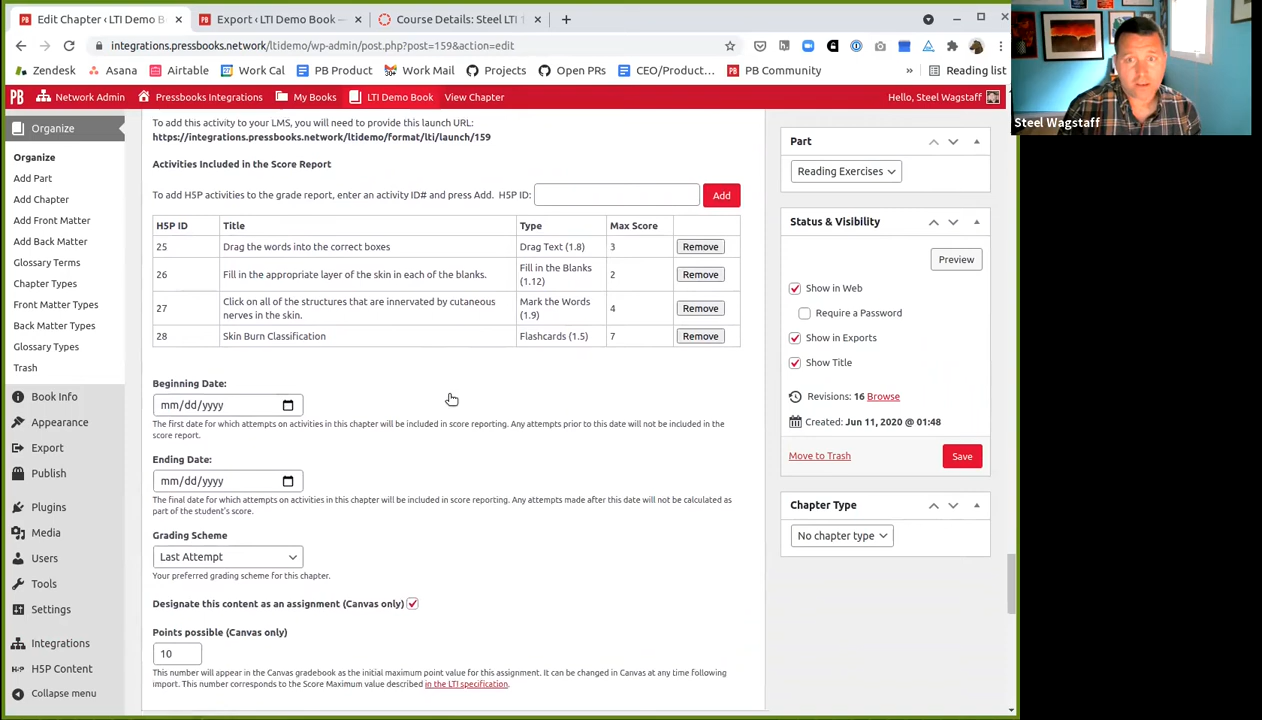 Edit Chapter ‹ LTI Demo B
Export ‹ LTI Demo Book —
Course Details: Steel LTI 1
integrations.pressbooks.network/ltidemo/wp-admin/post.php?post=159&action=edit
Zendesk
Asana
Airtable
Work Cal
PB Product
Work Mail
Projects
Open PRs
CEO/Product...
PB Community
»
Reading list
PB
Network Admin
Pressbooks Integrations
My Books
LTI Demo Book
View Chapter
Hello, Steel Wagstaff
Steel Wagstaff
Organize
Organize
Add Part
Add Chapter
Add Front Matter
Add Back Matter
Glossary Terms
Chapter Types
Front Matter Types
Back Matter Types
Glossary Types
Trash
Book Info
Appearance
Export
Publish
Plugins
Media
Users
Tools
Settings
Integrations
H5P Content
Collapse menu
To add this activity to your LMS, you will need to provide this launch URL:
https://integrations.pressbooks.network/ltidemo/format/lti/launch/159
Activities Included in the Score Report
To add H5P activities to the grade report, enter an activity ID# and press Add. H5P ID:
Add
H5P ID Title Type Max Score
25 Drag the words into the correct boxes Drag Text (1.8) 3 Remove
26 Fill in the appropriate layer of the skin in each of the blanks. Fill in the Blanks (1.12) 2 Remove
27 Click on all of the structures that are innervated by cutaneous nerves in the skin. Mark the Words (1.9) 4 Remove
28 Skin Burn Classification Flashcards (1.5) 7 Remove
Beginning Date:
mm/dd/yyyy
The first date for which attempts on activities in this chapter will be included in score reporting. Any attempts prior to this date will not be included in the
score report.
Ending Date:
mm/dd/yyyy
The final date for which attempts on activities in this chapter will be included in score reporting. Any attempts made after this date will not be calculated as
part of the student's score.
Grading Scheme
Last Attempt
Your preferred grading scheme for this chapter.
Designate this content as an assignment (Canvas only)
Points possible (Canvas only)
10
This number will appear in the Canvas gradebook as the initial maximum point value for this assignment. It can be changed in Canvas at any time following
import. This number corresponds to the Score Maximum value described in the LTI specification.
Part
Reading Exercises
Status & Visibility
Preview
Show in Web
Require a Password
Show in Exports
Show Title
Revisions: 16 Browse
Created: Jun 11, 2020 @ 01:48
Move to Trash
Save
Chapter Type
No chapter type